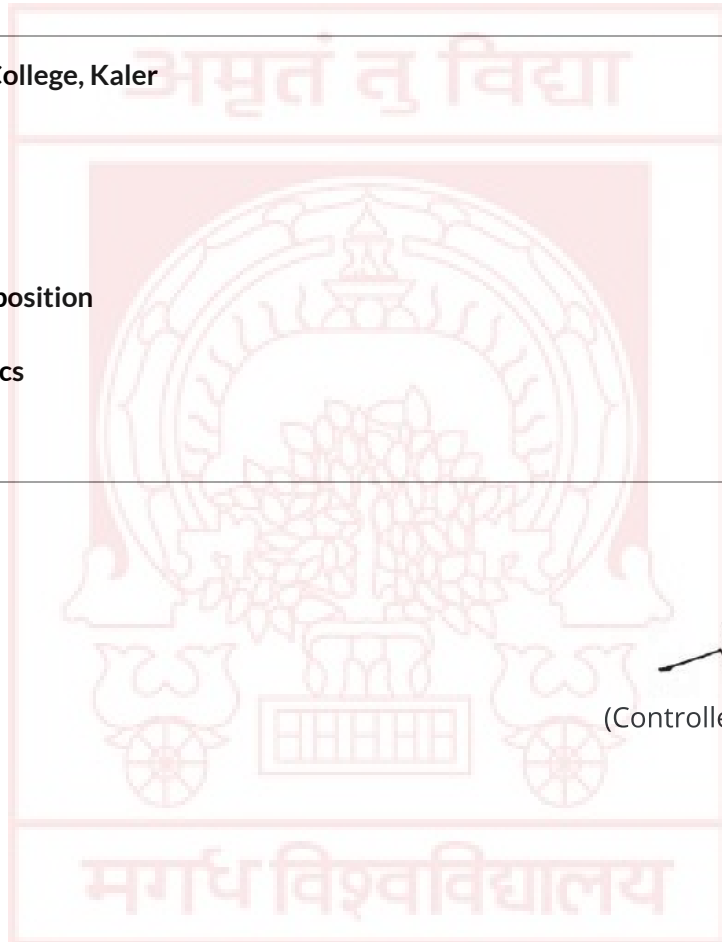 अमृतं तु विद्या
College, Kaler
position
cs
(Controlle
मगध विश्वविद्यालय